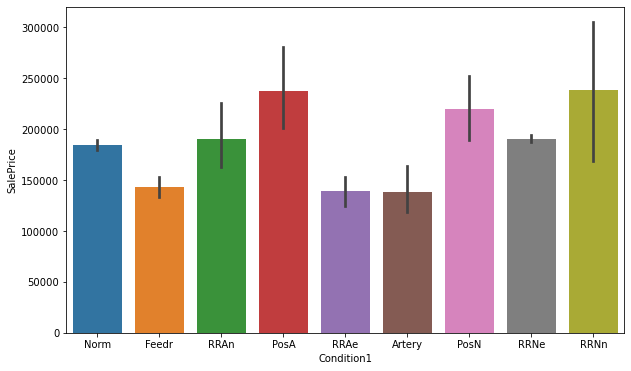 300000
250000
200000
150000
100000
50000
0
SalePrice
Norm Feedr RRAn PosA RRAe Artery PosN RRNe RRNn
Condition1